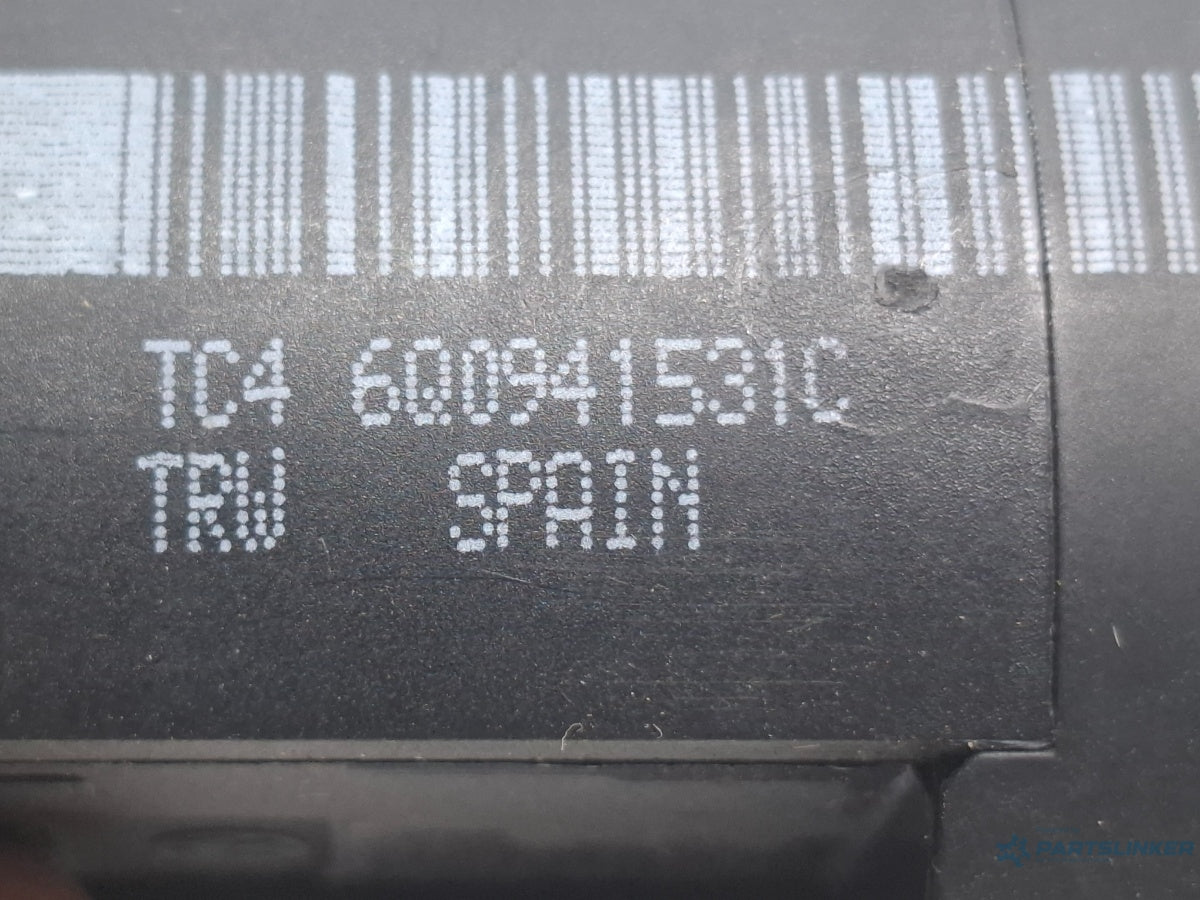 TC4 6Q0941531C
TRW SPAIN
PARTSLINKER